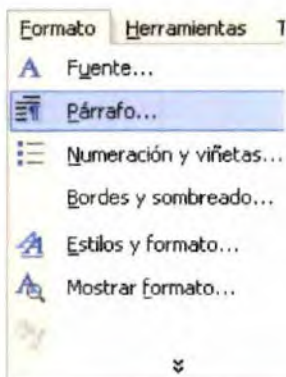 Formato Herramientas T
Fuente...
Párrafo...
Numeración y viñetas...
Bordes y sombreado...
Estilos y formato...
Mostrar formato...